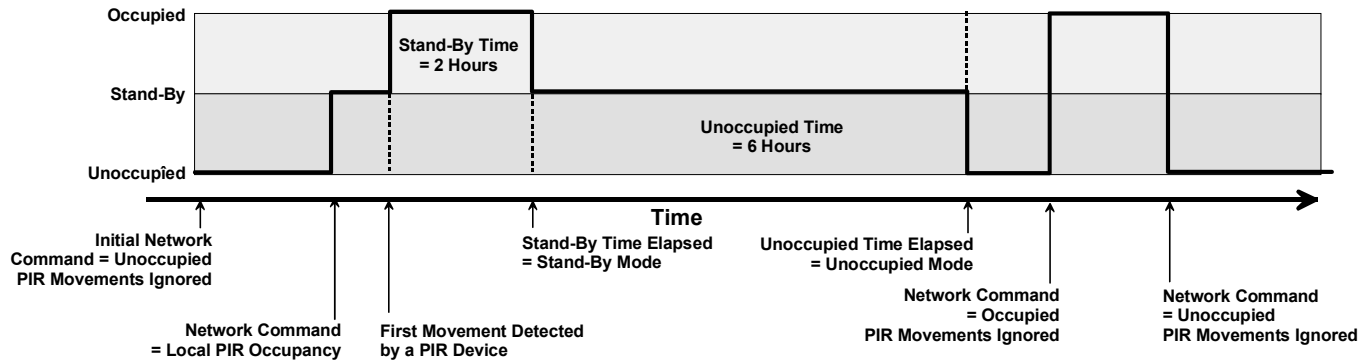 Occupied
Stand-By Time
= 2 Hours
Stand-By
Unoccupied Time
= 6 Hours
Unoccupîed
Time
Initial Network
Command = Unoccupied
PIR Movements Ignored
Stand-By Time Elapsed
= Stand-By Mode
Unoccupied Time Elapsed
= Unoccupied Mode
Network Command
= Occupied
PIR Movements Ignored
Network Command
= Unoccupied
PIR Movements Ignored
Network Command
= Local PIR Occupancy
First Movement Detected
by a PIR Device